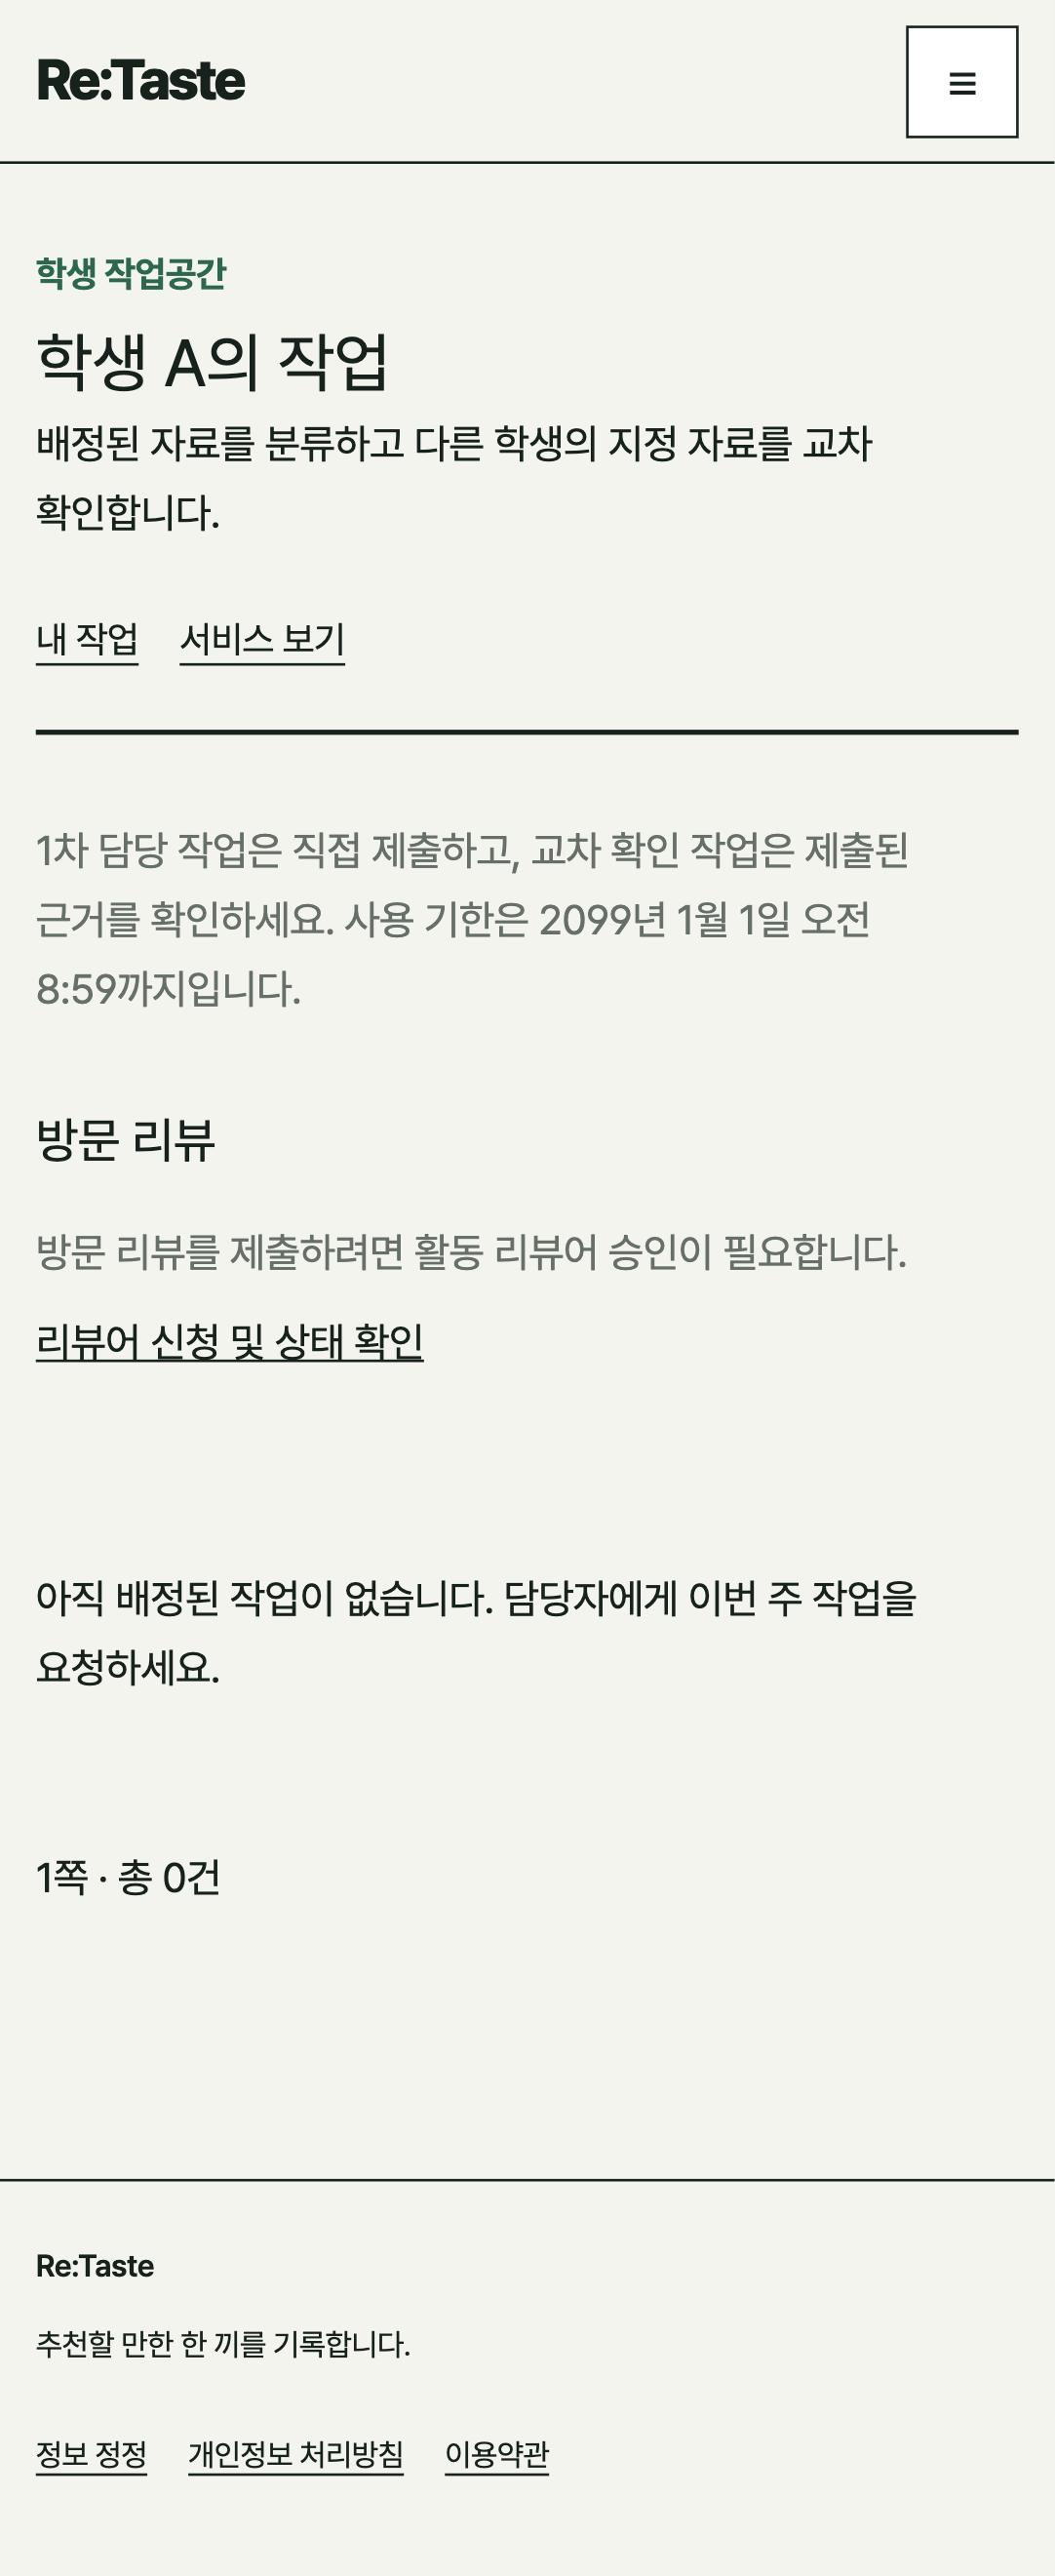 Re:Taste
학생 작업공간
학생 A의 작업
배정된 자료를 분류하고 다른 학생의 지정 자료를 교차
확인합니다.
내 작업 서비스 보기
1차 담당 작업은 직접 제출하고, 교차 확인 작업은 제출된
근거를 확인하세요. 사용 기한은 2099년 1월 1일 오전
8:59까지입니다.
방문 리뷰
방문 리뷰를 제출하려면 활동 리뷰어 승인이 필요합니다.
리뷰어 신청 및 상태 확인
아직 배정된 작업이 없습니다. 담당자에게 이번 주 작업을
요청하세요.
1쪽 · 총 0건
Re:Taste
추천할 만한 한 끼를 기록합니다.
정보 정정 개인정보 처리방침 이용약관